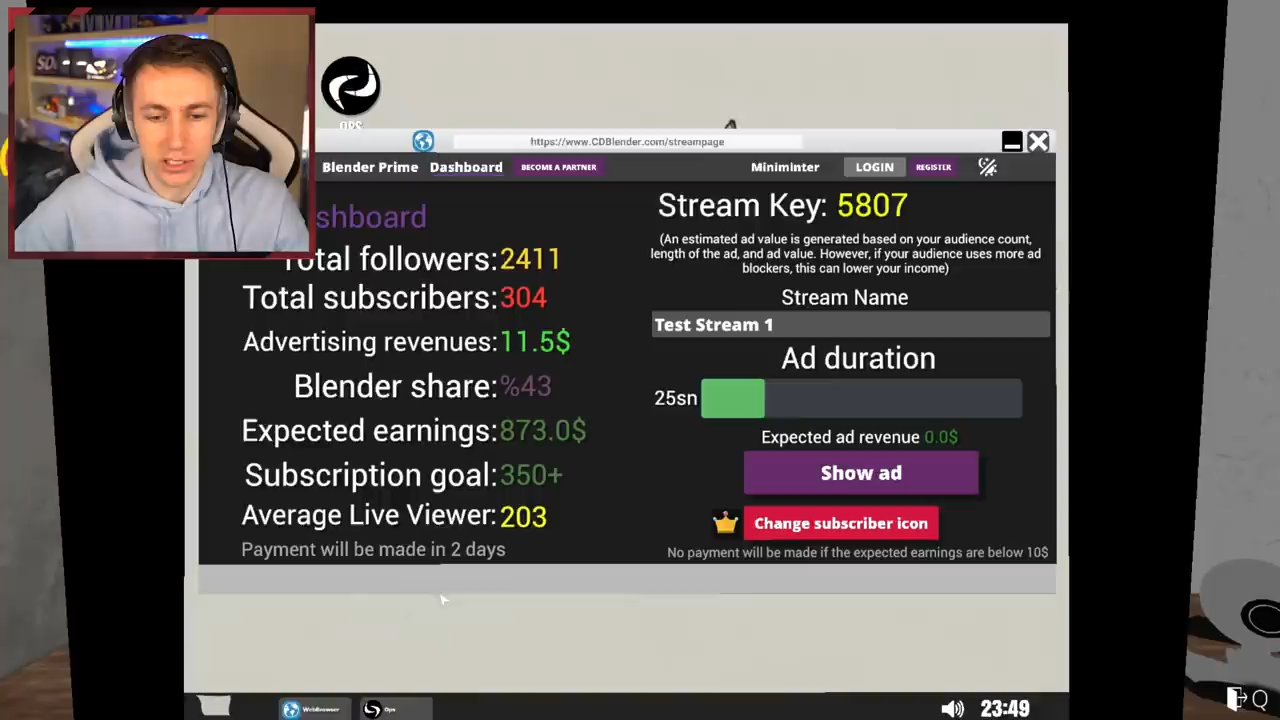 OPS
https://www.CDBlender.com/streampage
Blender Prime Dashboard BECOME A PARTNER Miniminter LOGIN REGISTER
shboard
Total followers:2411
Total subscribers:304
Advertising revenues:11.5$
Blender share:%43
Expected earnings:873.0$
Subscription goal:350+
Average Live Viewer:203
Payment will be made in 2 days
Stream Key: 5807
(An estimated ad value is generated based on your audience count,
length of the ad, and ad value. However, if your audience uses more ad
blockers, this can lower your income)
Stream Name
Test Stream 1
Ad duration
25sn
Expected ad revenue 0.0$
Show ad
Change subscriber icon
No payment will be made if the expected earnings are below 10$
WebBrowser Ops 23:49
Q